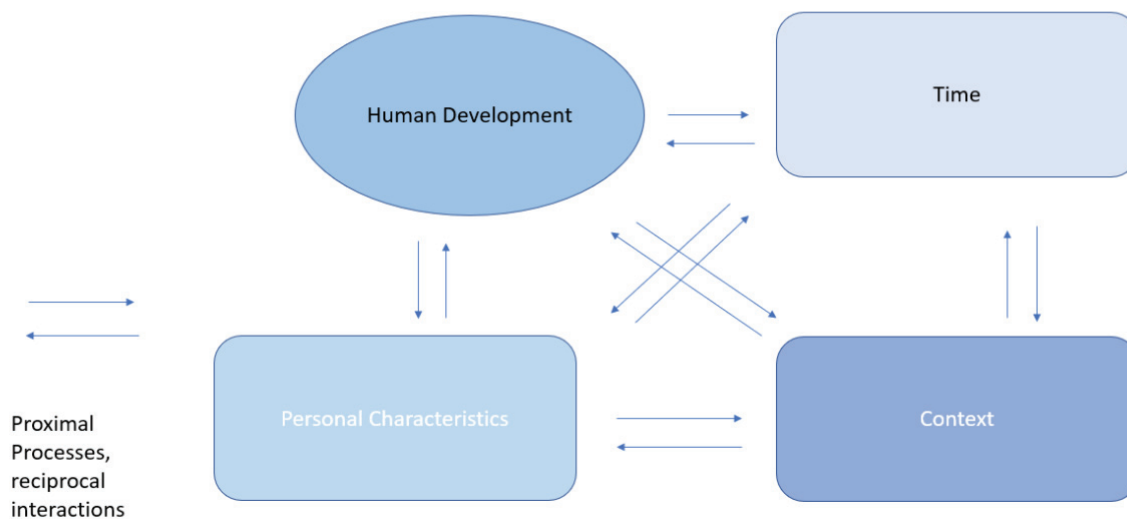 Human Development
Time
Personal Characteristics
Context
Proximal
Processes,
reciprocal
interactions